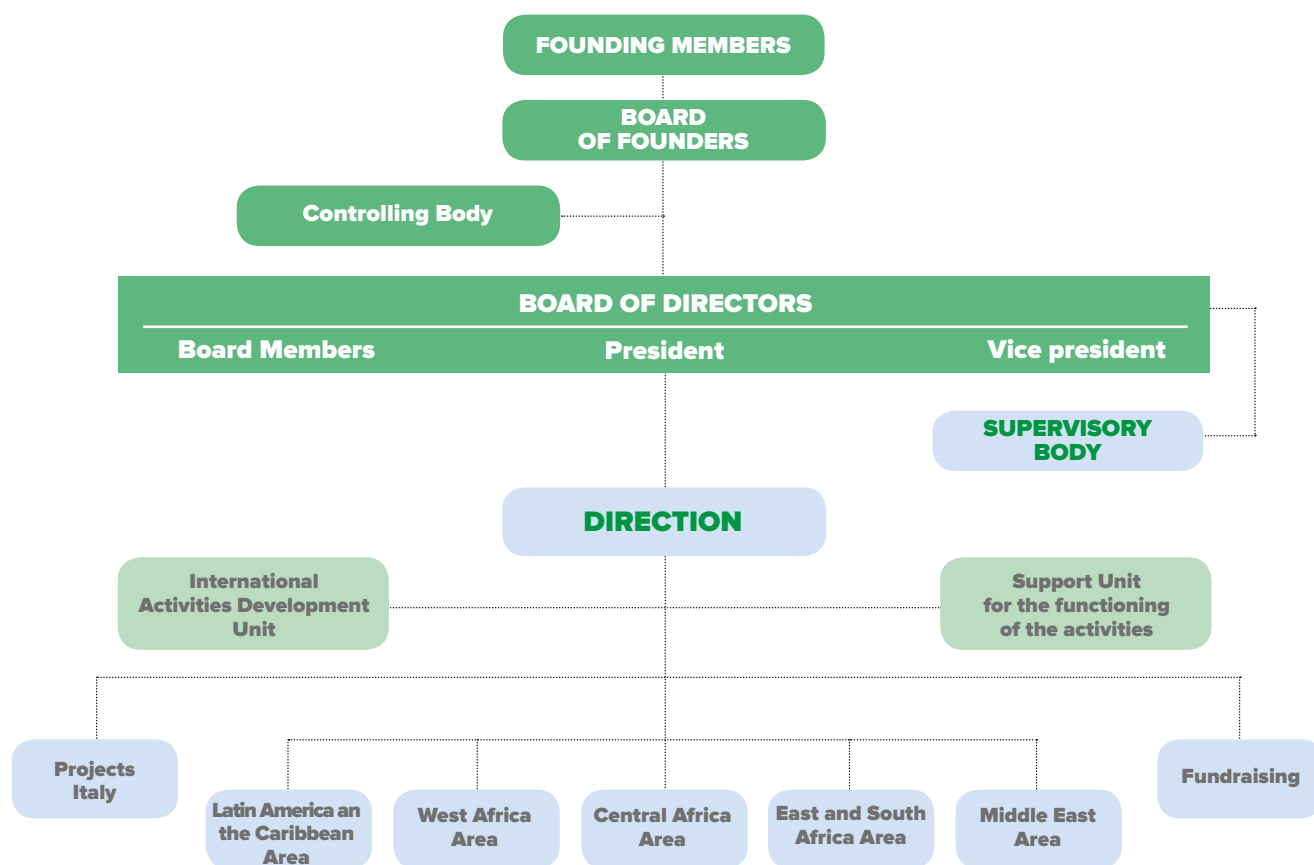 FOUNDING MEMBERS
BOARD
OF FOUNDERS
Controlling Body
BOARD OF DIRECTORS
Board Members
President
Vice president
SUPERVISORY
BODY
DIRECTION
International
Activities Development
Unit
Support Unit
for the functioning
of the activities
Projects
Italy
Latin America an
the Caribbean
Area
West Africa
Area
Central Africa
Area
East and South
Africa Area
Middle East
Area
Fundraising